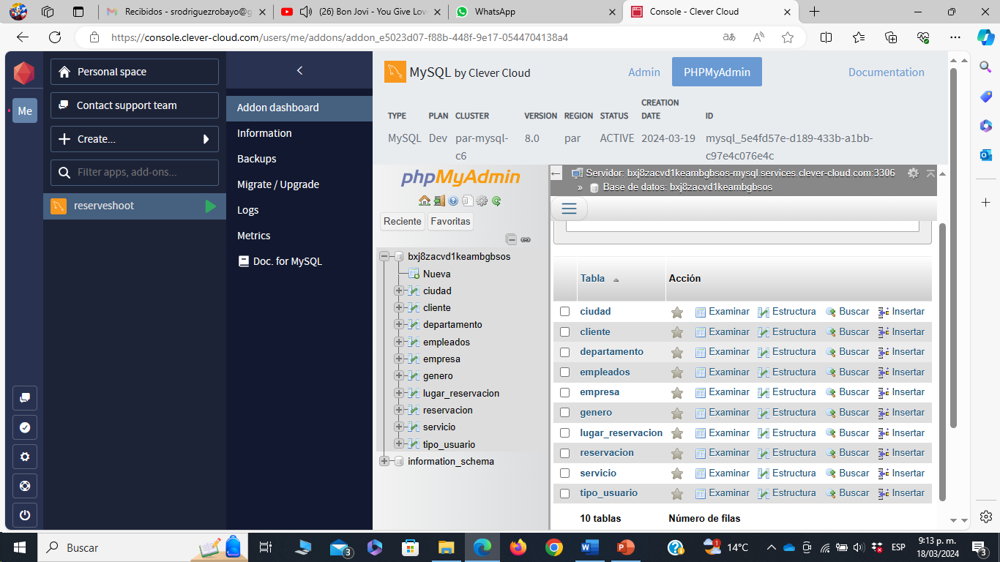 Recibidos - srodriguezrobayo@g
(26) Bon Jovi - You Give Lov
WhatsApp
Console - Clever Cloud
https://console.clever-cloud.com/users/me/addons/addon_e5023d07-f88b-448f-9e17-0544704138a4
Me
Personal space
Contact support team
Create...
Filter apps, add-ons...
reserveshoot
Addon dashboard
Information
Backups
Migrate / Upgrade
Logs
Metrics
Doc. for MySQL
MySQL by Clever Cloud
Admin
PHPMyAdmin
Documentation
TYPE PLAN CLUSTER VERSION REGION STATUS CREATION DATE ID
MySQL Dev par-mysql-c6 8.0 par ACTIVE 2024-03-19 mysql_5e4fd57e-d189-433b-a1bb-c97e4c076e4c
phpMyAdmin
Reciente Favoritas
bxj8zacvd1keambgbsos
Nueva
ciudad
cliente
departamento
empleados
empresa
genero
lugar_reservacion
reservacion
servicio
tipo_usuario
information_schema
Servidor: bxj8zacvd1keambgbsos-mysql.services.clever-cloud.com:3306
» Base de datos: bxj8zacvd1keambgbsos
Tabla Acción
ciudad Examinar Estructura Buscar Insertar
cliente Examinar Estructura Buscar Insertar
departamento Examinar Estructura Buscar Insertar
empleados Examinar Estructura Buscar Insertar
empresa Examinar Estructura Buscar Insertar
genero Examinar Estructura Buscar Insertar
lugar_reservacion Examinar Estructura Buscar Insertar
reservacion Examinar Estructura Buscar Insertar
servicio Examinar Estructura Buscar Insertar
tipo_usuario Examinar Estructura Buscar Insertar
10 tablas Número de filas
Buscar
3
14°C
ESP
9:13 p. m.
18/03/2024
3